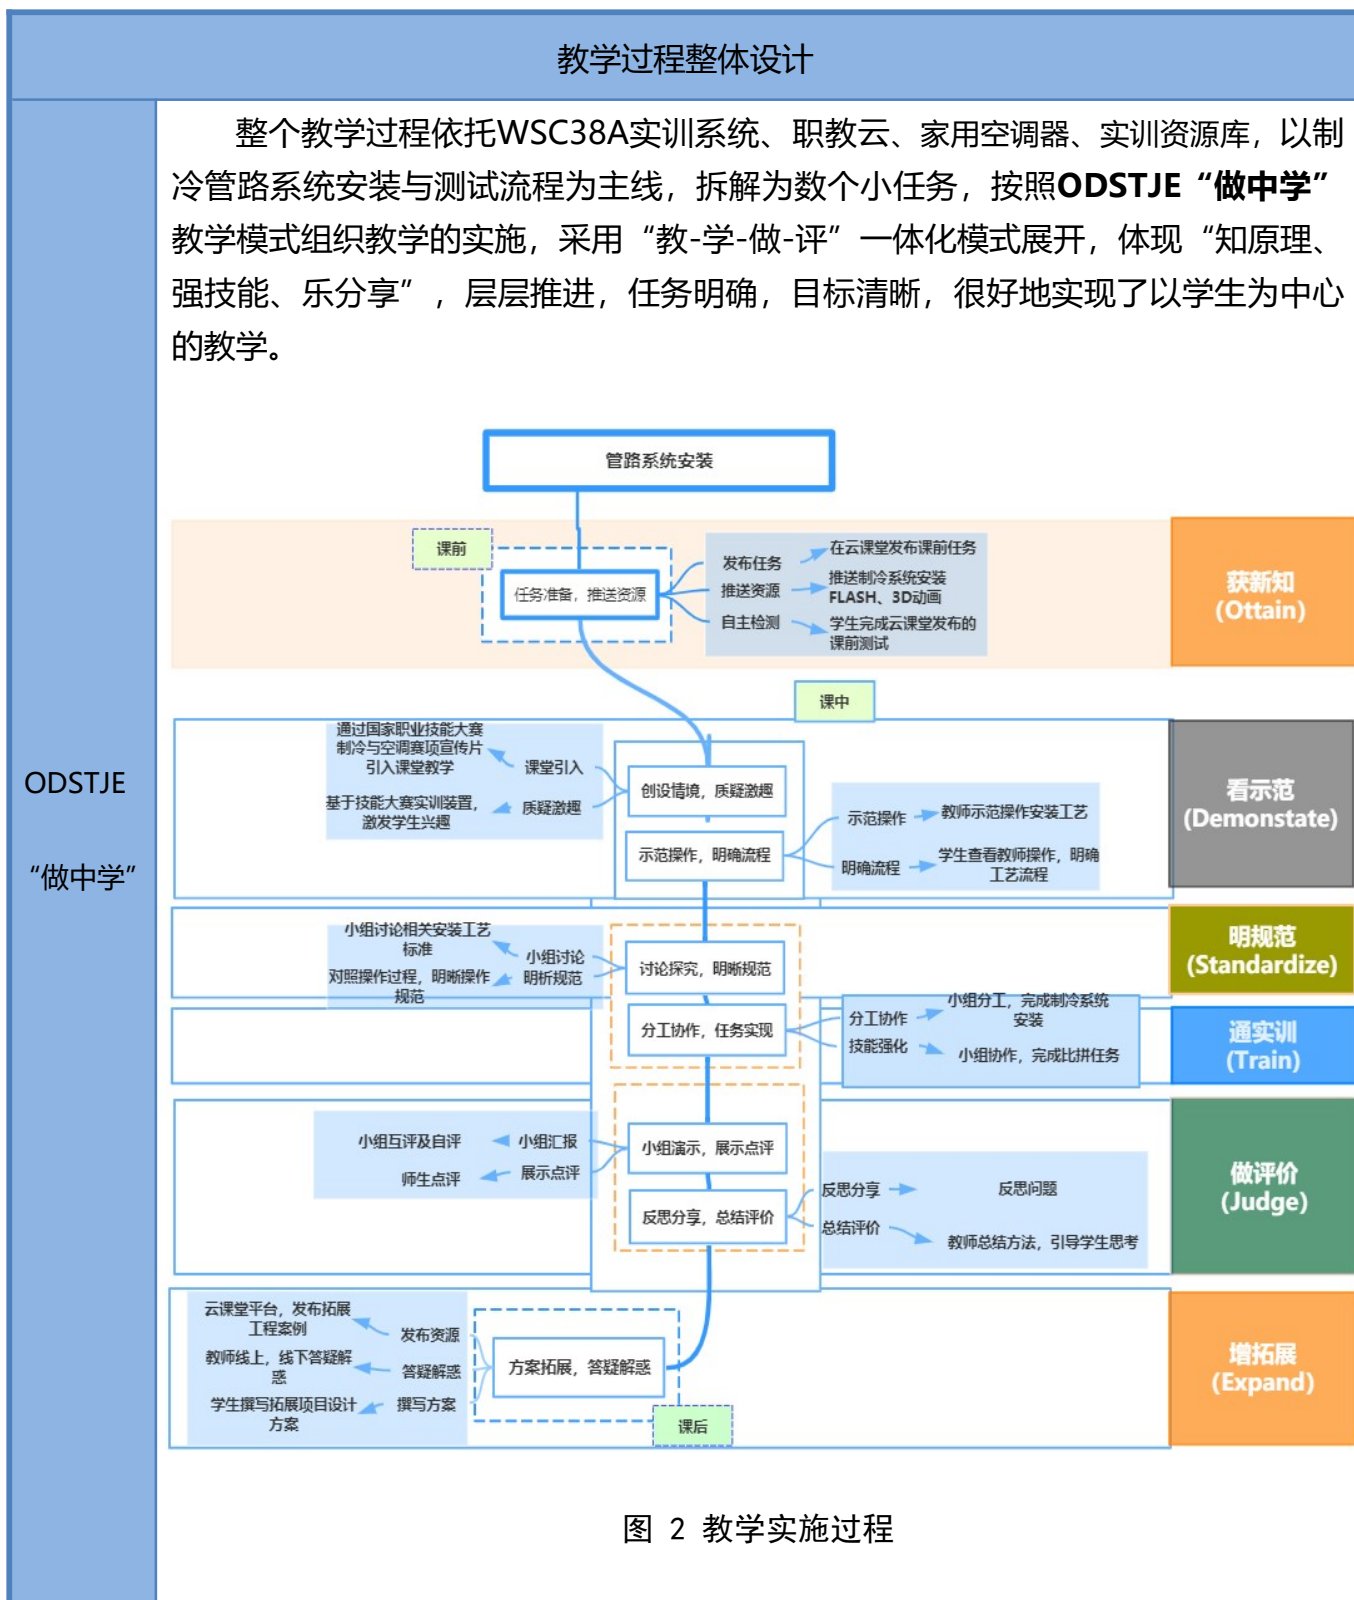 教学过程整体设计
ODSTJE
“做中学”
整个教学过程依托WSC38A实训系统、职教云、家用空调器、实训资源库，以制
冷管路系统安装与测试流程为主线，拆解为数个小任务，按照ODSTJE“做中学”
教学模式组织教学的实施，采用“教-学-做-评”一体化模式展开，体现“知原理、
强技能、乐分享”，层层推进，任务明确，目标清晰，很好地实现了以学生为中心
的教学。
管路系统安装
课前
任务准备，推送资源
发布任务
在云课堂发布课前任务
推送资源
推送制冷系统安装
FLASH、3D动画
自主检测
学生完成云课堂发布的
课前测试
获新知
(Ottain)
课中
通过国家职业技能大赛
制冷与空调赛项宣传片
引入课堂教学
课堂引入
基于技能大赛实训装置，
激发学生兴趣
质疑激趣
创设情境，质疑激趣
示范操作，明确流程
示范操作
教师示范操作安装工艺
明确流程
学生查看教师操作，明确
工艺流程
看示范
(Demonstate)
小组讨论相关安装工艺
标准
小组讨论
对照操作过程，明晰操作
规范
明析规范
讨论探究，明晰规范
明规范
(Standardize)
分工协作，任务实现
分工协作
小组分工，完成制冷系统
安装
技能强化
小组协作，完成比拼任务
通实训
(Train)
小组互评及自评
小组汇报
师生点评
展示点评
小组演示，展示点评
反思分享，总结评价
反思分享
反思问题
总结评价
教师总结方法，引导学生思考
做评价
(Judge)
云课堂平台，发布拓展
工程案例
发布资源
教师线上，线下答疑解
惑
答疑解惑
学生撰写拓展项目设计
方案
撰写方案
方案拓展，答疑解惑
课后
增拓展
(Expand)
图 2 教学实施过程